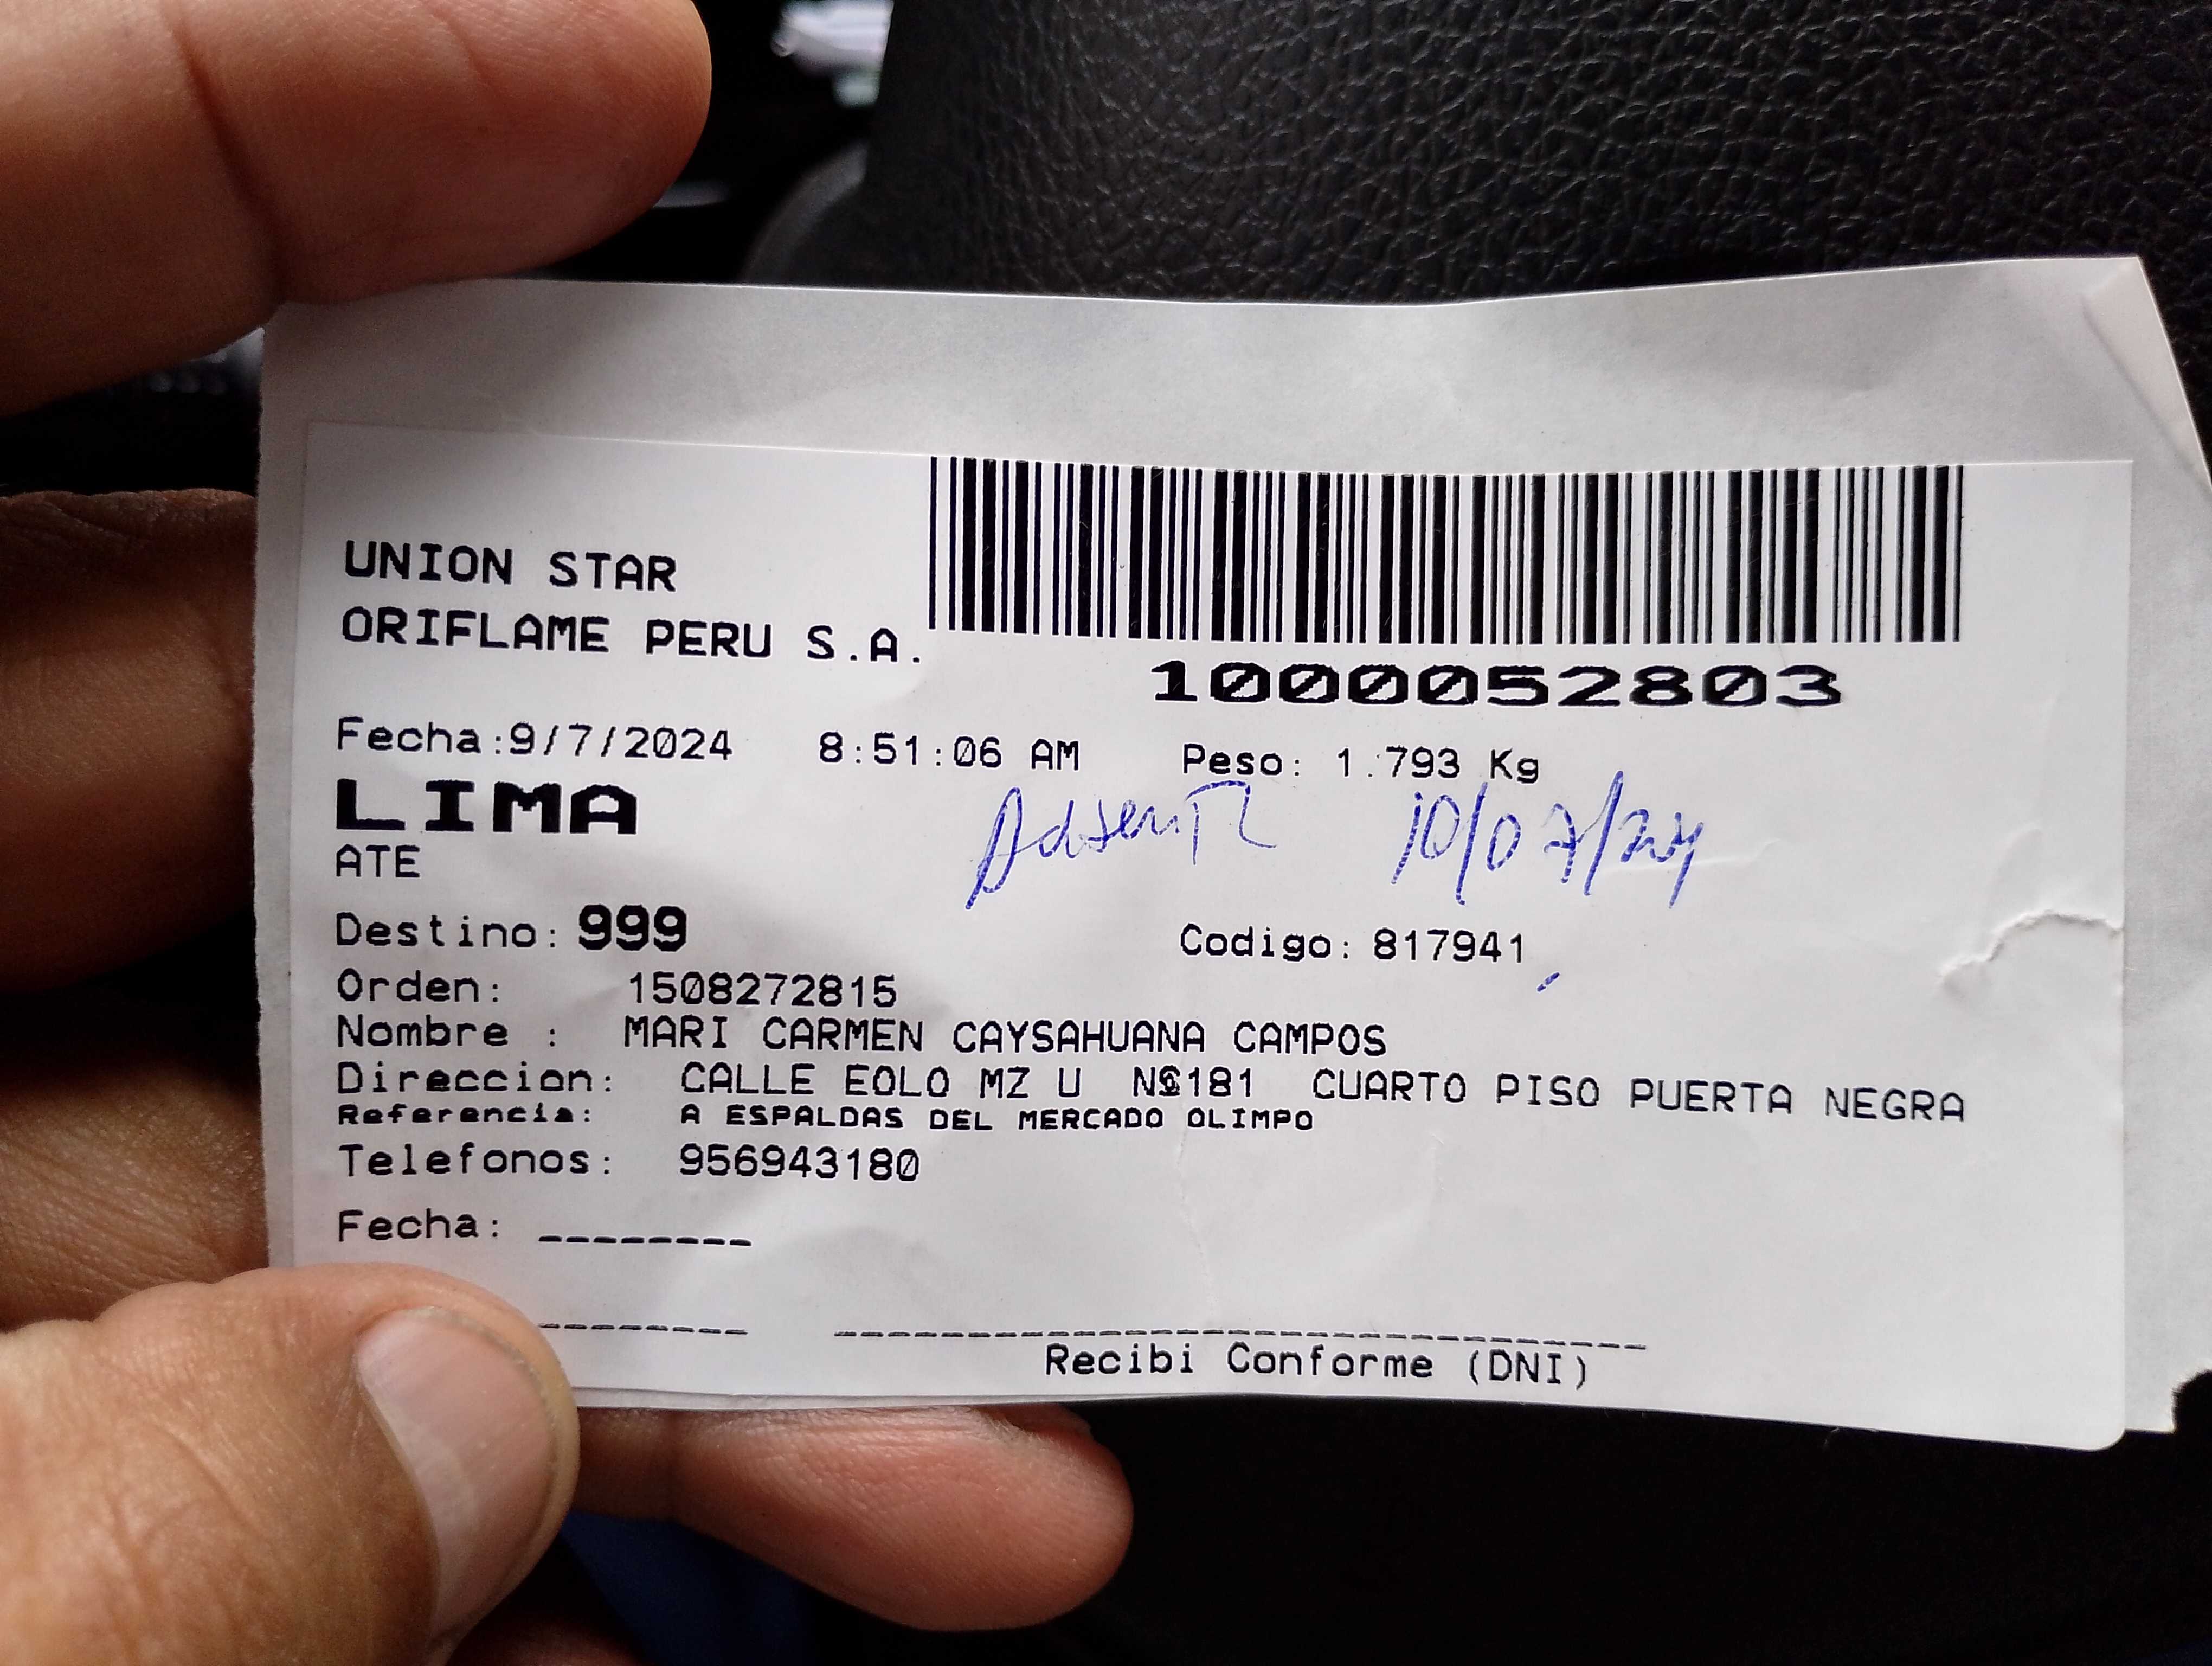 UNION STAR
ORIFLAME PERU S.A.
1000052803
Fecha:9/7/2024 8:51:06 AM Peso: 1.793 Kg
LIMA
10/07/24
ATE
Destino: 999 Codigo: 817941
Orden: 1508272815
Nombre : MARI CARMEN CAYSAHUANA CAMPOS
Direccion: CALLE EOLO MZ U 181 CUARTO PISO PUERTA NEGRA
Referencia: A ESPALDAS DEL MERCADO OLIMPO
Telefonos: 956943180
Fecha: ________
Recibi Conforme (DNI)